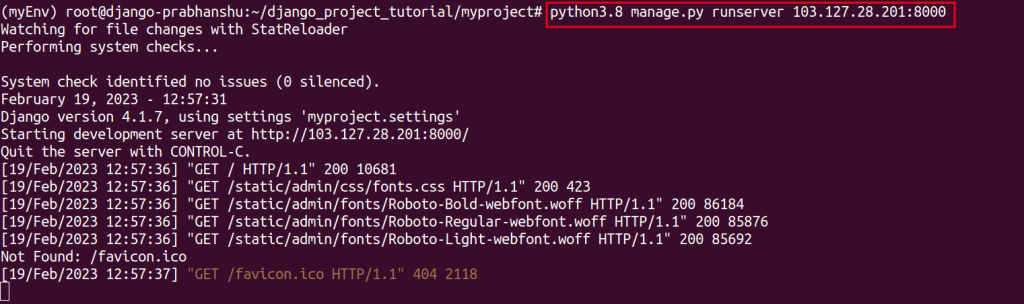 (myEnv) root@django-prabhanshu:~/django_project_tutorial/myproject# python3.8 manage.py runserver 103.127.28.201:8000
Watching for file changes with StatReloader
Performing system checks...
System check identified no issues (0 silenced).
February 19, 2023 - 12:57:31
Django version 4.1.7, using settings 'myproject.settings'
Starting development server at http://103.127.28.201:8000/
Quit the server with CONTROL-C.
[19/Feb/2023 12:57:36] "GET / HTTP/1.1" 200 10681
[19/Feb/2023 12:57:36] "GET /static/admin/css/fonts.css HTTP/1.1" 200 423
[19/Feb/2023 12:57:36] "GET /static/admin/fonts/Roboto-Bold-webfont.woff HTTP/1.1" 200 86184
[19/Feb/2023 12:57:36] "GET /static/admin/fonts/Roboto-Regular-webfont.woff HTTP/1.1" 200 85876
[19/Feb/2023 12:57:36] "GET /static/admin/fonts/Roboto-Light-webfont.woff HTTP/1.1" 200 85692
Not Found: /favicon.ico
[19/Feb/2023 12:57:37] "GET /favicon.ico HTTP/1.1" 404 2118